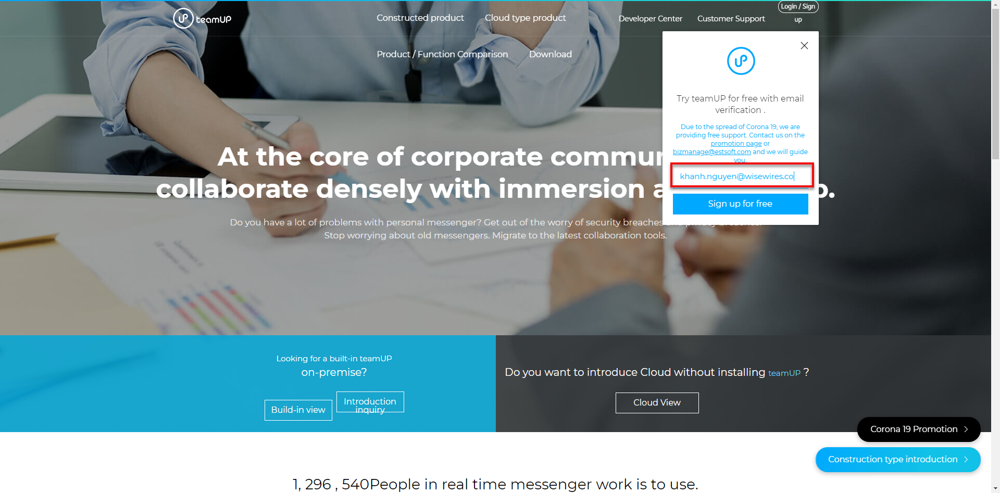 teamUP
Constructed product
Cloud type product
Developer Center
Customer Support
Login / Sign
up
Product / Function Comparison
Download
Try teamUP for free with email
verification .
Due to the spread of Corona 19, we are
providing free support. Contact us on the
promotion page or
bizmanage@estsoft.com and we will guide
you.
khanh.nguyen@wisewires.co
Sign up for free
At the core of corporate commun
collaborate densely with immersion a
p.
Do you have a lot of problems with personal messenger? Get out of the worry of security breaches and privacy breaches.
Stop worrying about old messengers. Migrate to the latest collaboration tools.
Looking for a built-in teamUP
on-premise?
Build-in view
Introduction
inquiry
Do you want to introduce Cloud without installing teamUP ?
Cloud View
Corona 19 Promotion
Construction type introduction
1, 296 , 540People in real time messenger work is to use.